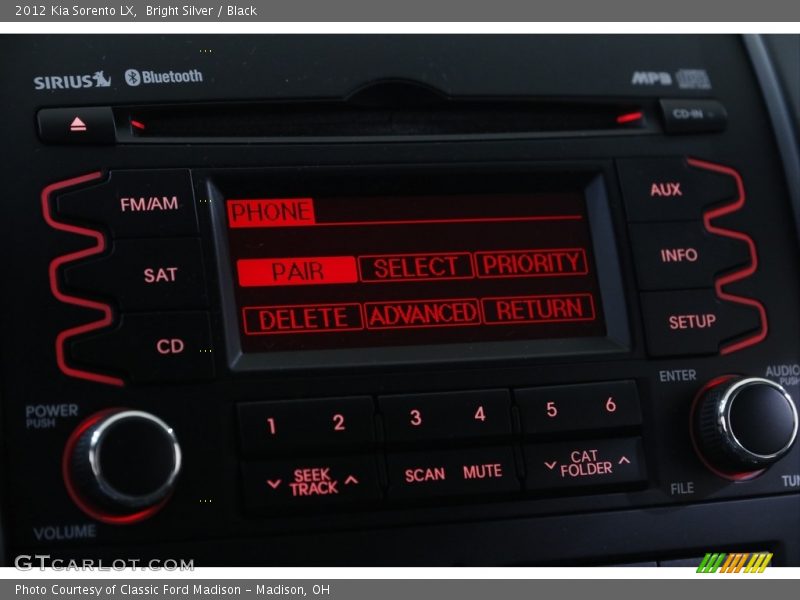 2012 Kia Sorento LX,  Bright Silver / Black
SIRIUS Bluetooth
MP3
CD-IN
FM/AM
AUX
PHONE
SAT
INFO
PAIR SELECT PRIORITY
CD
SETUP
DELETE ADVANCED RETURN
POWER
PUSH
ENTER
AUDIO
PUSH
1 2 3 4 5 6
SEEK
TRACK
SCAN MUTE
CAT
FOLDER
FILE
TUN
VOLUME
GTCARLOT.COM
Photo Courtesy of Classic Ford Madison - Madison, OH